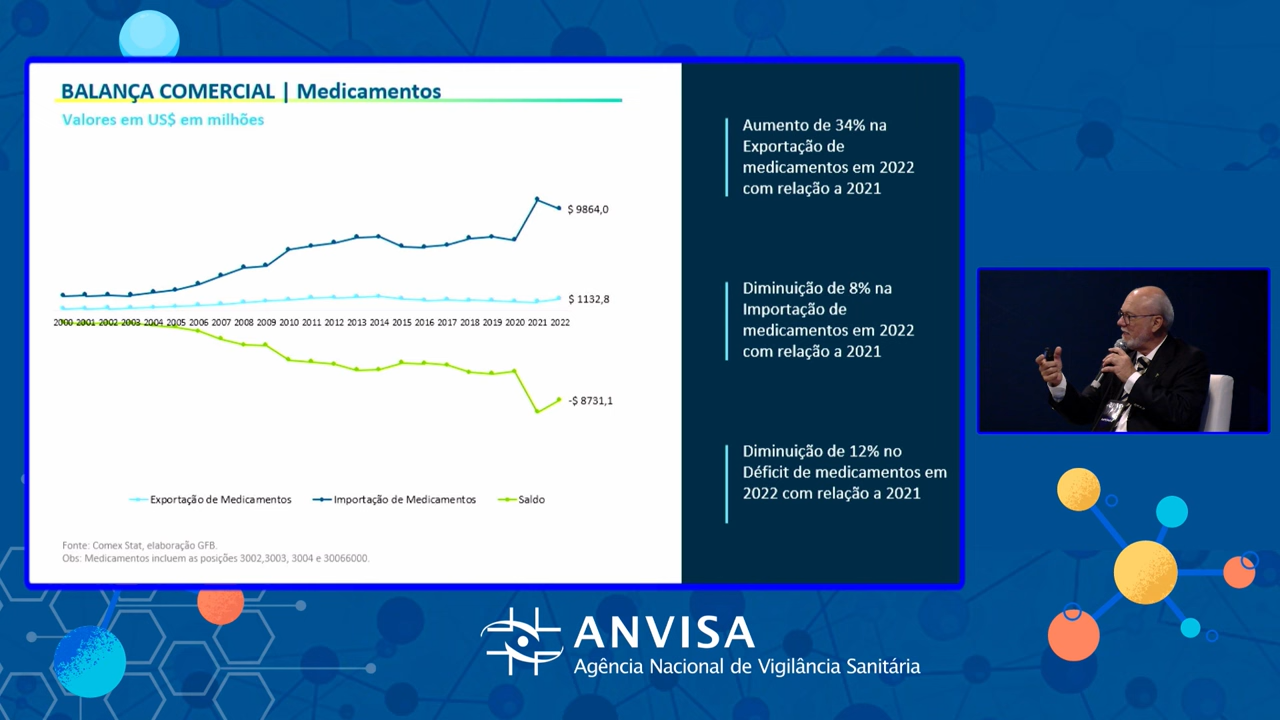 BALANÇA COMERCIAL | Medicamentos
Valores em US$ em milhões
$ 9864,0
$ 1132,8
2000 2001 2002 2003 2004 2005 2006 2007 2008 2009 2010 2011 2012 2013 2014 2015 2016 2017 2018 2019 2020 2021 2022
-$ 8731,1
Exportação de Medicamentos Importação de Medicamentos Saldo
Fonte: Comex Stat, elaboração GFB.
Obs: Medicamentos incluem as posições 3002,3003, 3004 e 30066000.
Aumento de 34% na
Exportação de
medicamentos em 2022
com relação a 2021
Diminuição de 8% na
Importação de
medicamentos em 2022
com relação a 2021
Diminuição de 12% no
Déficit de medicamentos em
2022 com relação a 2021
ANVISA
Agência Nacional de Vigilância Sanitária